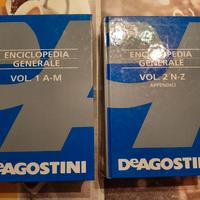 ENCICLOPEDIA
GENERALE
VOL. 1 A-M
DEAGOSTINI
ENCICLOPEDIA
GENERALE
VOL. 2 N-Z
APPENDICI
DEAGOSTINI